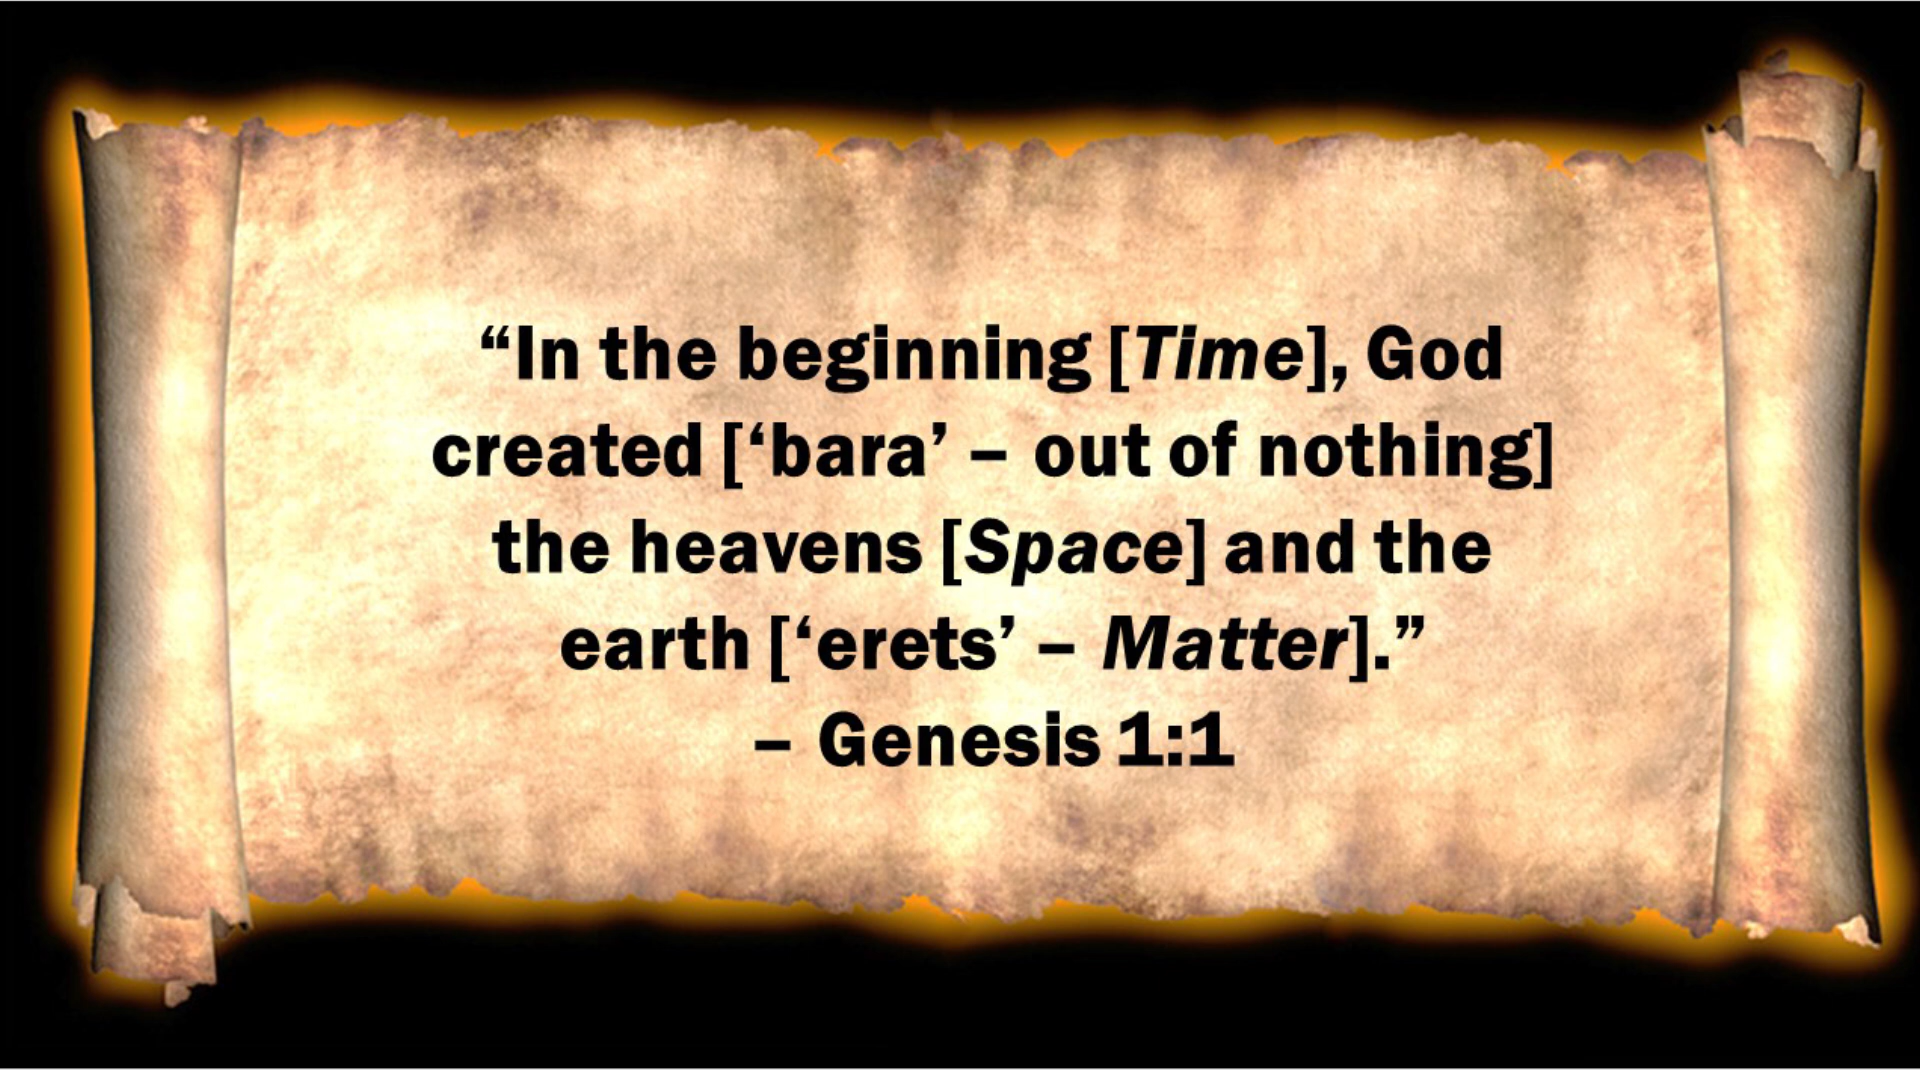 “In the beginning [Time], God
created [‘bara’ – out of nothing]
the heavens [Space] and the
earth [‘erets’ – Matter].”
– Genesis 1:1